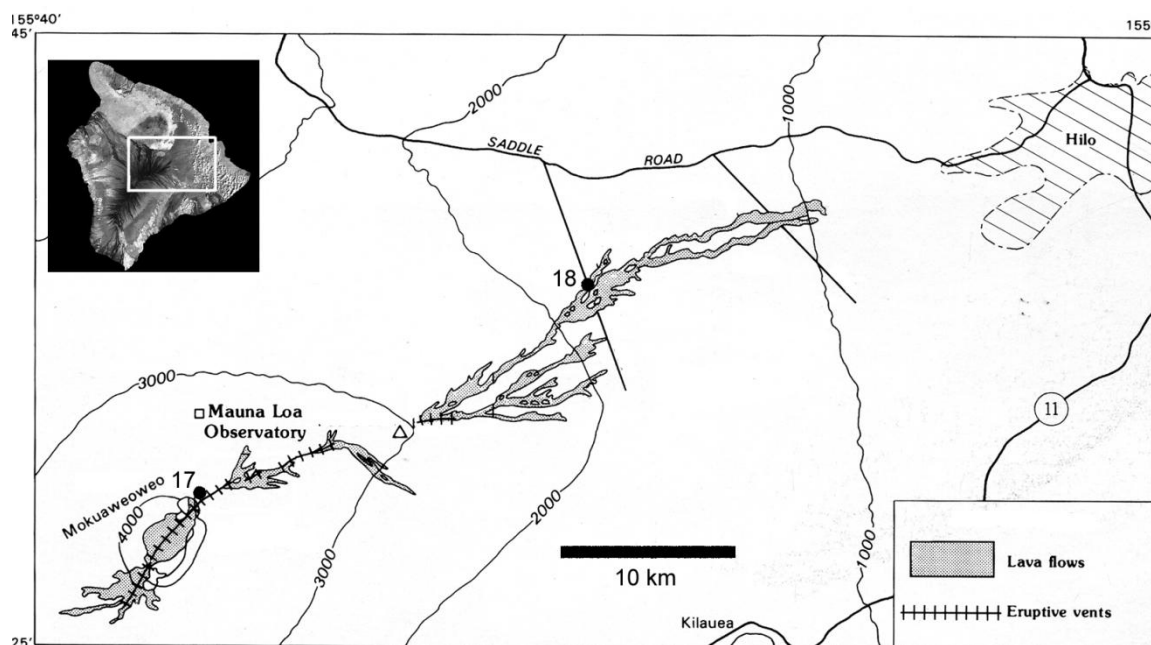 155°40'
155
45'
2000
1000
SADDLE ROAD
Hilo
18
3000
Mauna Loa
Observatory
11
17
Mokuaweoweo
4000
2000
3000
1000
10 km
Lava flows
Eruptive vents
Kilauea
25'